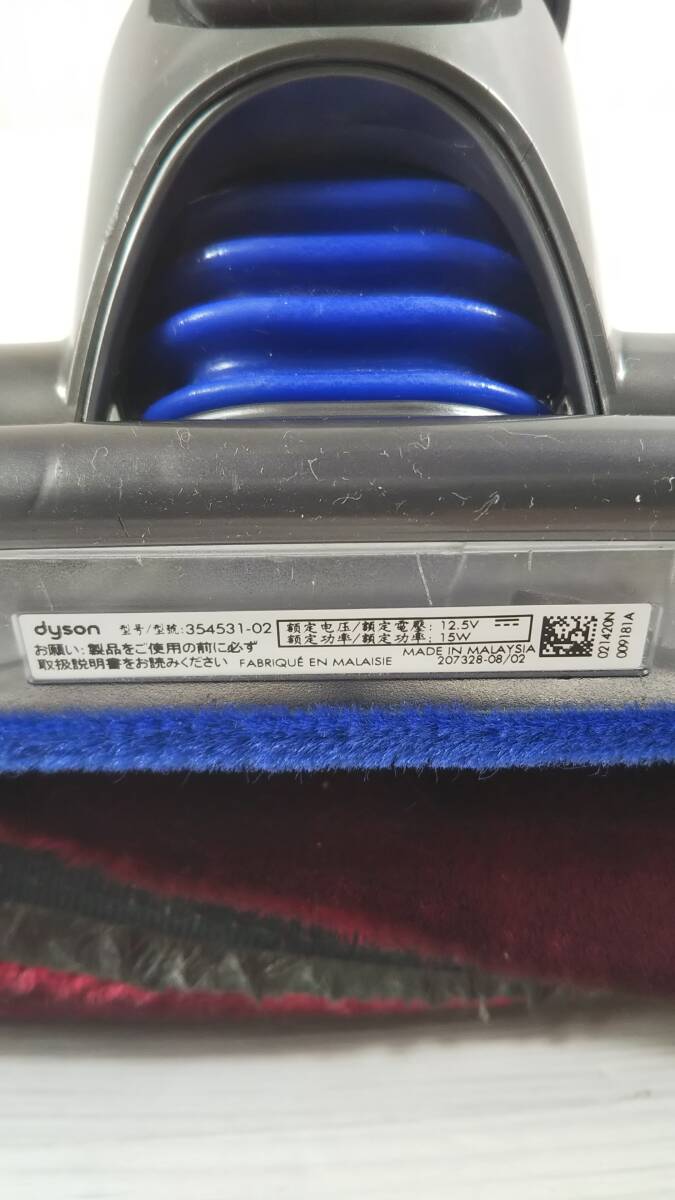 dyson 型号/型號:354531-02
额定电压/額定電壓: 12.5V
额定功率/額定功率: 15W
お願い:製品をご使用の前に必ず
取扱説明書をお読みください FABRIQUÉ EN MALAISIE
MADE IN MALAYSIA
207328-08/02
021420N
009181A